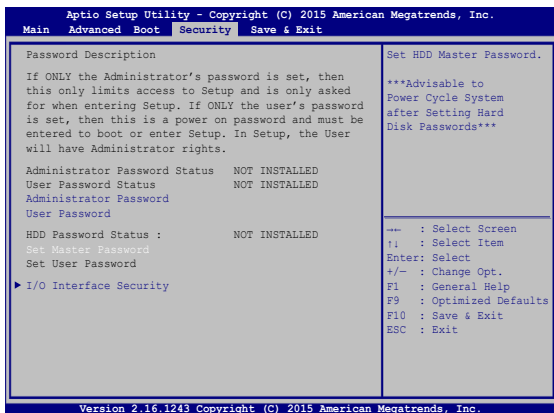 Aptio Setup Utility - Copyright (C) 2015 American Megatrends, Inc.
Main Advanced Boot Security Save & Exit
Password Description
If ONLY the Administrator's password is set, then
this only limits access to Setup and is only asked
for when entering Setup. If ONLY the user's password
is set, then this is a power on password and must be
entered to boot or enter Setup. In Setup, the User
will have Administrator rights.
Administrator Password Status NOT INSTALLED
User Password Status NOT INSTALLED
Administrator Password
User Password
HDD Password Status : NOT INSTALLED
Set Master Password
Set User Password
I/O Interface Security
Set HDD Master Password.
***Advisable to
Power Cycle System
after Setting Hard
Disk Passwords***
→← : Select Screen
↑↓ : Select Item
Enter: Select
+/— : Change Opt.
F1 : General Help
F9 : Optimized Defaults
F10 : Save & Exit
ESC : Exit
Version 2.16.1243 Copyright (C) 2015 American Megatrends, Inc.